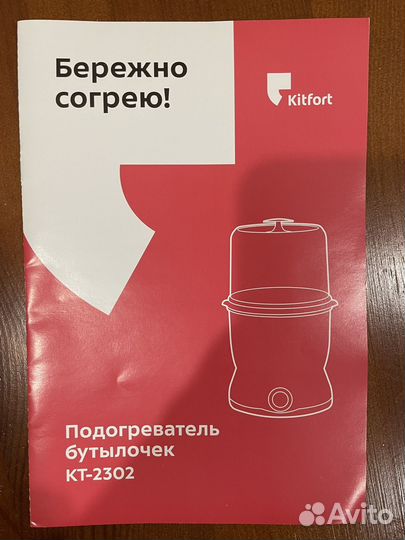 Бережно
согрею!
Kitfort
Подогреватель
бутылочек
КТ-2302
Avito